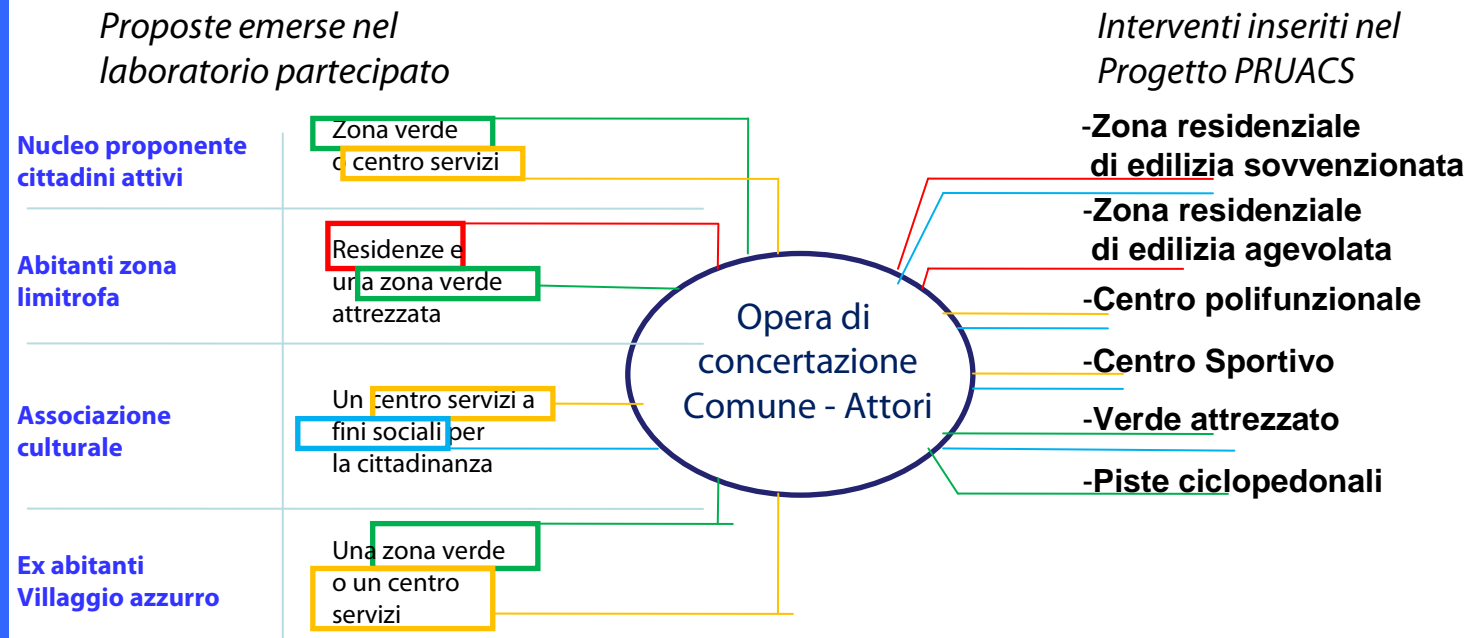 Proposte emerse nel
laboratorio partecipato
Interventi inseriti nel
Progetto PRUACS
Nucleo proponente
cittadini attivi
Zona verde
o centro servizi
Abitanti zona
limitrofa
Residenze e
una zona verde
attrezzata
Associazione
culturale
Un centro servizi a
fini sociali per
la cittadinanza
Ex abitanti
Villaggio azzurro
Una zona verde
o un centro
servizi
Opera di
concertazione
Comune - Attori
-Zona residenziale
di edilizia sovvenzionata
-Zona residenziale
di edilizia agevolata
-Centro polifunzionale
-Centro Sportivo
-Verde attrezzato
-Piste ciclopedonali